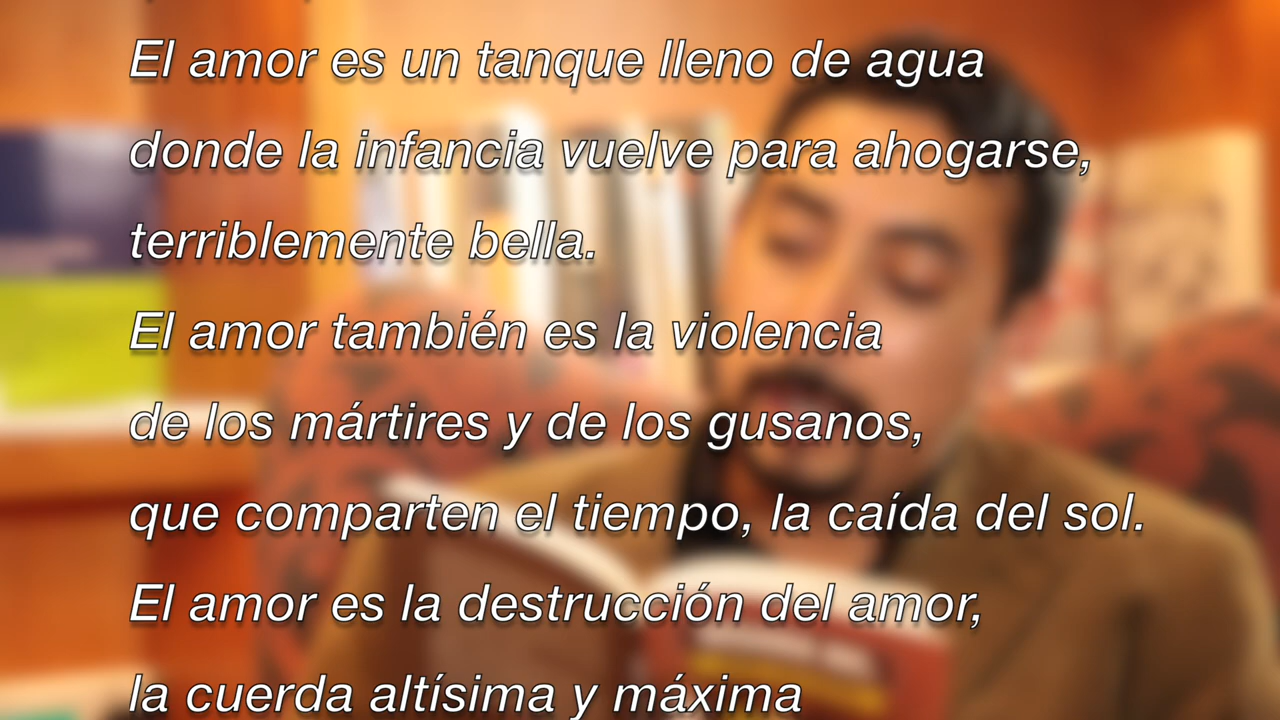 El amor es un tanque lleno de agua
donde la infancia vuelve para ahogarse,
terriblemente bella.
El amor también es la violencia
de los mártires y de los gusanos,
que comparten el tiempo, la caída del sol.
El amor es la destrucción del amor,
la cuerda altísima y máxima